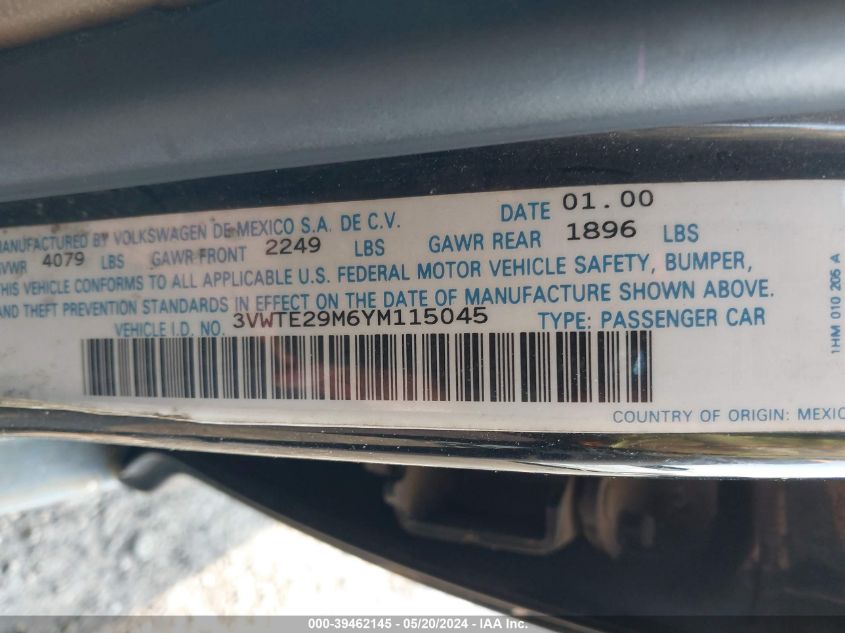 MANUFACTURED BY VOLKSWAGEN DE MEXICO S.A. DE C.V. DATE 01.00
GVWR 4079 LBS GAWR FRONT 2249 LBS GAWR REAR 1896 LBS
THIS VEHICLE CONFORMS TO ALL APPLICABLE U.S. FEDERAL MOTOR VEHICLE SAFETY, BUMPER,
AND THEFT PREVENTION STANDARDS IN EFFECT ON THE DATE OF MANUFACTURE SHOWN ABOVE.
VEHICLE I.D. NO. 3VWTE29M6YM115045 TYPE: PASSENGER CAR
COUNTRY OF ORIGIN: MEXICO
1HM 010 205 A
000-39462145 - 05/20/2024 - IAA Inc.